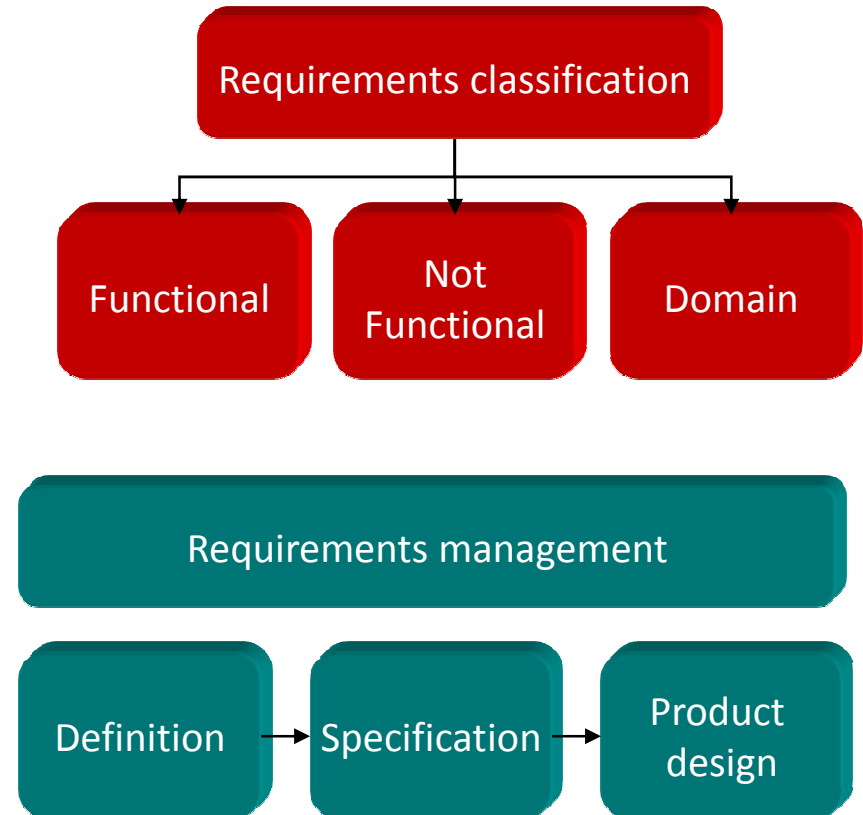 Requirements classification
Functional
Not
Functional
Domain
Requirements management
Definition
Specification
Product
design